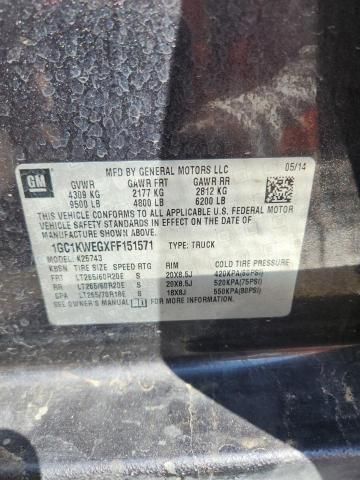 GM
MFD BY GENERAL MOTORS LLC
05/14
GVWR GAWR FRT GAWR RR
4309 KG 2177 KG 2812 KG
9500 LB 4800 LB 6200 LB
THIS VEHICLE CONFORMS TO ALL APPLICABLE U.S. FEDERAL MOTOR
VEHICLE SAFETY STANDARDS IN EFFECT ON THE DATE OF
MANUFACTURE SHOWN ABOVE.
1GC1KWEGXFF151571 TYPE: TRUCK
MODEL: K25743
KBSN TIRE SIZE SPEED RTG RIM COLD TIRE PRESSURE
FRT LT265/60R20E S 20X8.5J 420KPA(60PSI)
RR LT265/60R20E S 20X8.5J 520KPA(75PSI)
SPA LT265/70R18E S 18X8J 550KPA(80PSI)
SEE OWNER'S MANUAL FOR ADDITIONAL INFORMATION.